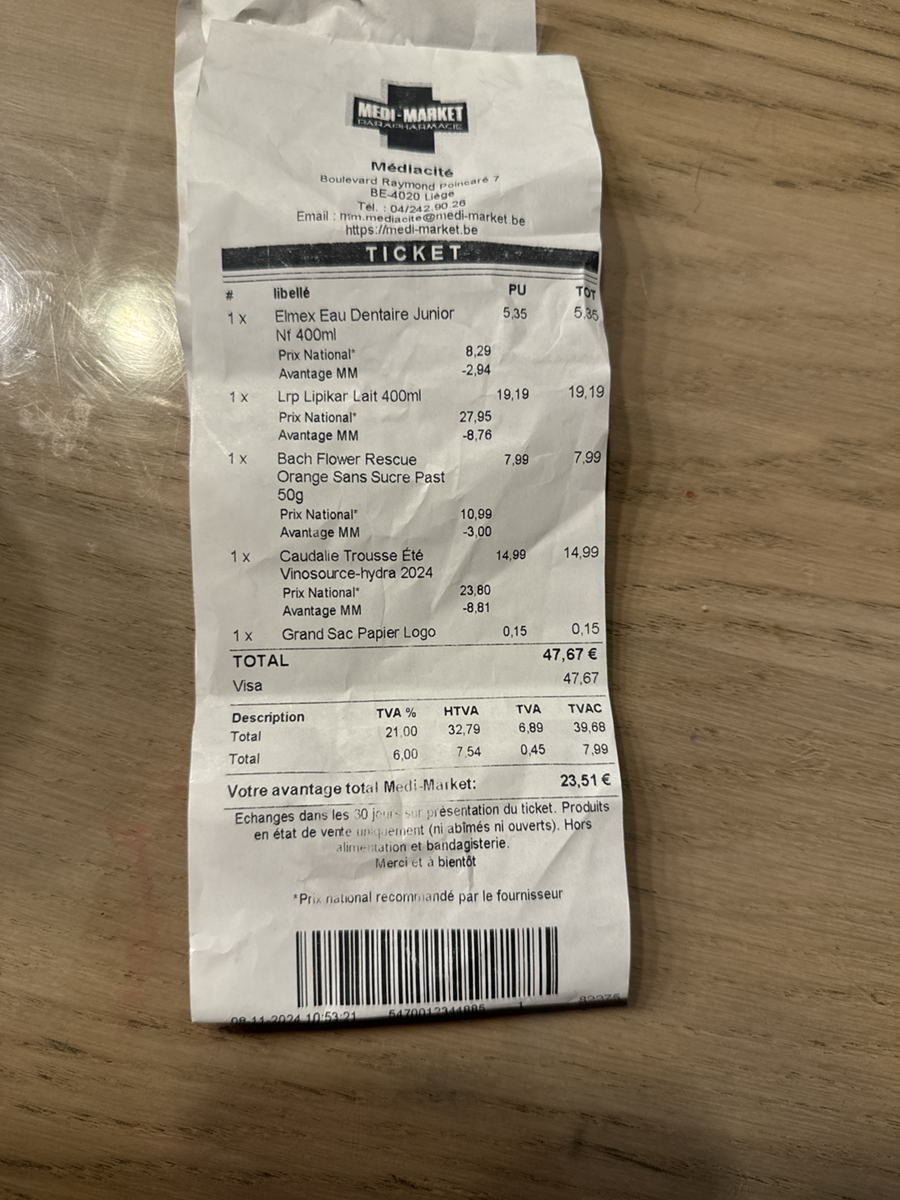 MEDI-MARKET
PARAPHARMACIE
Médiacité
Boulevard Raymond Poincaré 7
BE-4020 Liège
Tél. : 04/242.90.26
Email : mm.mediacite@medi-market.be
https://medi-market.be
TICKET
# libellé PU TOT
1 x Elmex Eau Dentaire Junior 5,35 5,35
Nf 400ml
Prix National* 8,29
Avantage MM -2,94
1 x Lrp Lipikar Lait 400ml 19,19 19,19
Prix National* 27,95
Avantage MM -8,76
1 x Bach Flower Rescue 7,99 7,99
Orange Sans Sucre Past
50g
Prix National* 10,99
Avantage MM -3,00
1 x Caudalie Trousse Été 14,99 14,99
Vinosource-hydra 2024
Prix National* 23,80
Avantage MM -8,81
1 x Grand Sac Papier Logo 0,15 0,15
TOTAL 47,67 €
Visa 47,67
Description TVA % HTVA TVA TVAC
Total 21,00 32,79 6,89 39,68
Total 6,00 7,54 0,45 7,99
Votre avantage total Medi-Market: 23,51 €
Echanges dans les 30 jours sur présentation du ticket. Produits
en état de vente uniquement (ni abîmés ni ouverts). Hors
alimentation et bandagisterie.
Merci et à bientôt
*Prix national recommandé par le fournisseur
08-11-2024 10:53:21 1